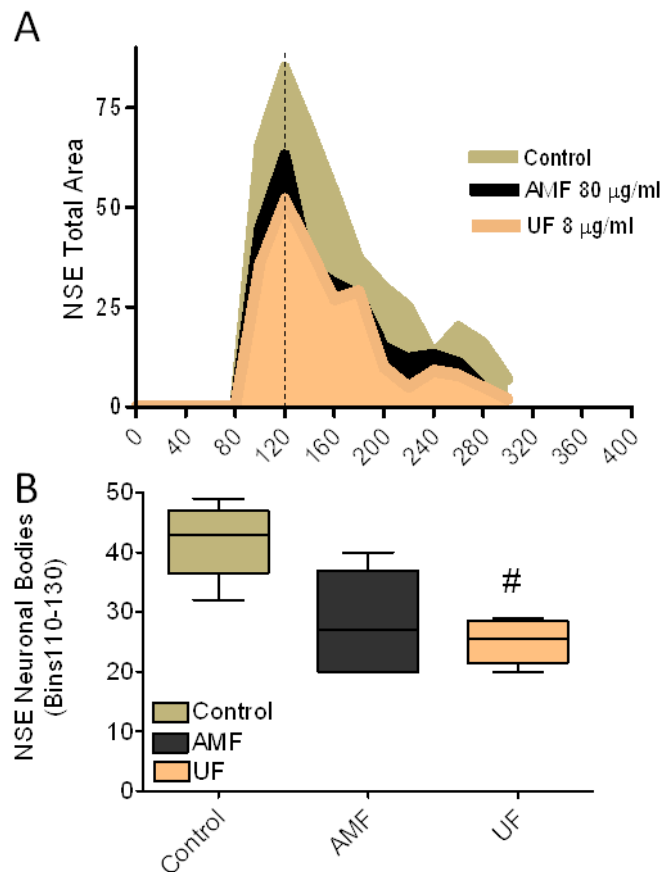 A
NSE Total Area
75
50
25
0
Control
AMF 80 μg/ml
UF 8 μg/ml
0 40 80 120 160 200 240 280 320 360 400
B
NSE Neuronal Bodies
(Bins110-130)
50
40
30
20
10
0
#
Control
AMF
UF
Control AMF UF